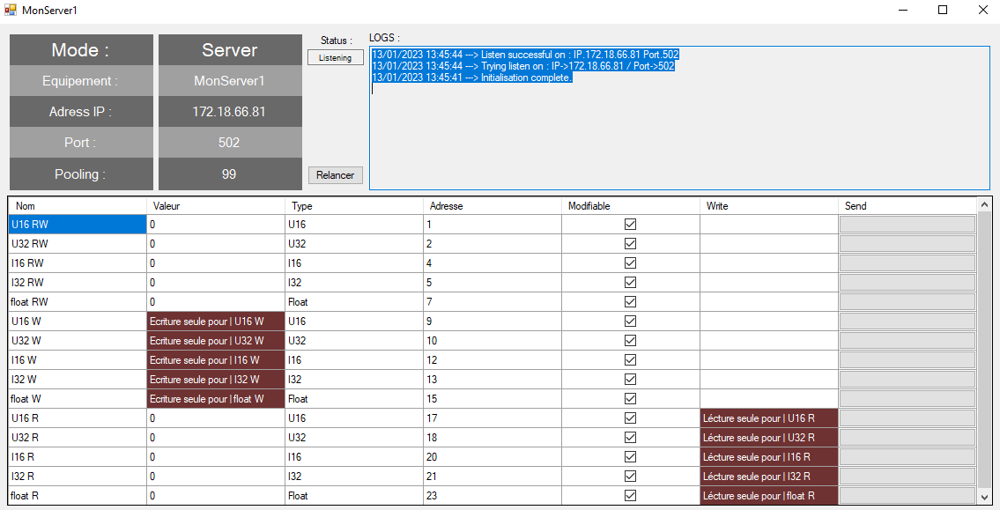 MonServer1
Mode : Server
Equipement : MonServer1
Adress IP : 172.18.66.81
Port : 502
Pooling : 99
Status :
Listening
Relancer
LOGS :
13/01/2023 13:45:44 --> Listen successful on : IP.172.18.66.81 Port.502
13/01/2023 13:45:44 --> Trying listen on : IP->172.18.66.81 / Port->502
13/01/2023 13:45:41 --> Initialisation complete.
Nom Valeur Type Adresse Modifiable Write Send
U16 RW 0 U16 1
U32 RW 0 U32 2
I16 RW 0 I16 4
I32 RW 0 I32 5
float RW 0 Float 7
U16 W Ecriture seule pour | U16 W U16 9
U32 W Ecriture seule pour | U32 W U32 10
I16 W Ecriture seule pour | I16 W I16 12
I32 W Ecriture seule pour | I32 W I32 13
float W Ecriture seule pour | float W Float 15
U16 R 0 U16 17 Lécture seule pour | U16 R
U32 R 0 U32 18 Lécture seule pour | U32 R
I16 R 0 I16 20 Lécture seule pour | I16 R
I32 R 0 I32 21 Lécture seule pour | I32 R
float R 0 Float 23 Lécture seule pour | float R